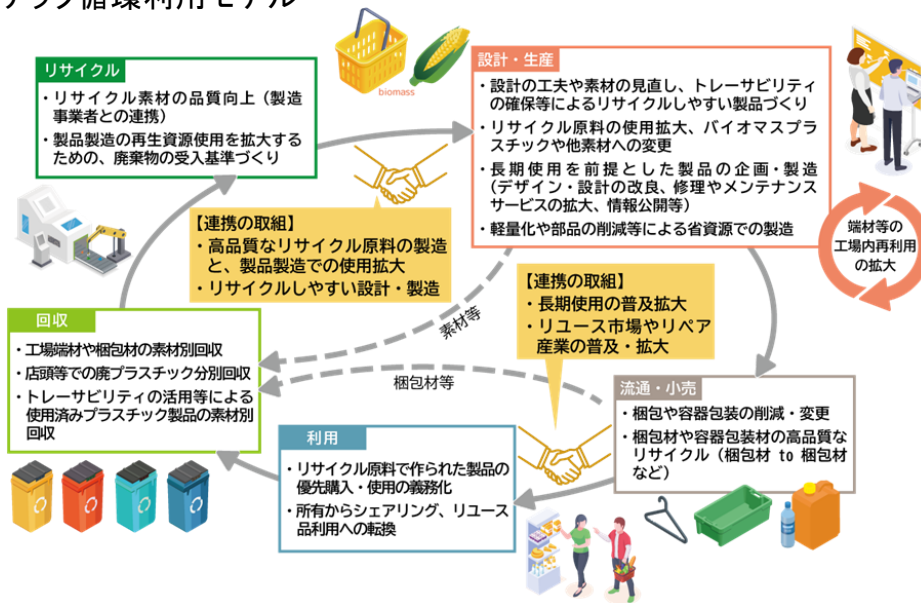 プラ循環利用モデル
biomass
リサイクル
・リサイクル素材の品質向上（製造
事業者との連携）
・製品製造の再生資源使用を拡大する
ための、廃棄物の受入基準づくり
設計・生産
・設計の工夫や素材の見直し、トレーサビリティ
の確保等によるリサイクルしやすい製品づくり
・リサイクル原料の使用拡大、バイオマスプラ
スチックや他素材への変更
・長期使用を前提とした製品の企画・製造
（デザイン・設計の改良、修理やメンテナンス
サービスの拡大、情報公開等）
・軽量化や部品の削減等による省資源での製造
端材等の
工場内再利用
の拡大
【連携の取組】
・高品質なリサイクル原料の製造
と、製品製造での使用拡大
・リサイクルしやすい設計・製造
【連携の取組】
・長期使用の普及拡大
・リユース市場やリペア
産業の普及・拡大
素材等
梱包材等
回収
・工場端材や梱包材の素材別回収
・店頭等での廃プラスチック分別回収
・トレーサビリティの活用等による
使用済みプラスチック製品の素材別
回収
流通・小売
・梱包や容器包装の削減・変更
・梱包材や容器包装材の高品質な
リサイクル（梱包材 to 梱包材
など）
利用
・リサイクル原料で作られた製品の
優先購入・使用の義務化
・所有からシェアリング、リユース
品利用への転換